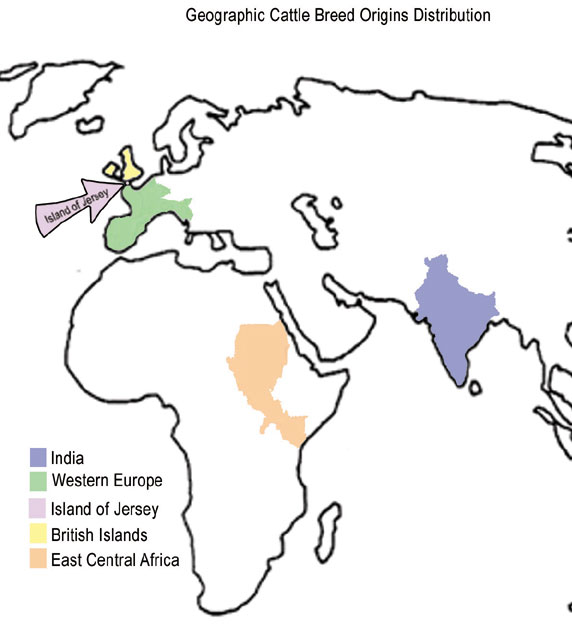 Geographic Cattle Breed Origins Distribution
Island of Jersey
India
Western Europe
Island of Jersey
British Islands
East Central Africa